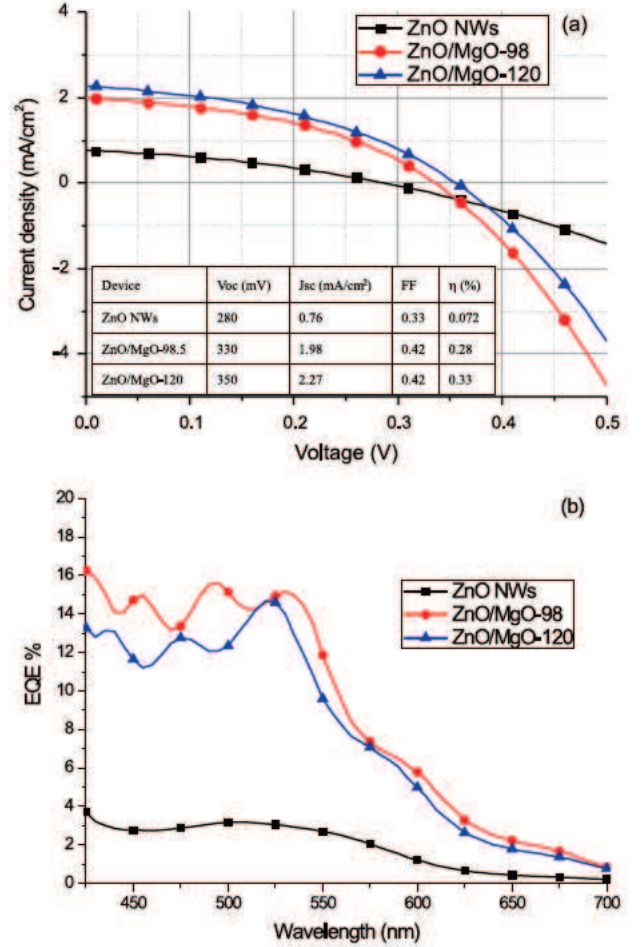 (a)
ZnO NWs
ZnO/MgO-98
ZnO/MgO-120
4
2
0
-2
-4
Current density (mA/cm²)
Device Voc (mV) Jsc (mA/cm²) FF η (%)
ZnO NWs 280 0.76 0.33 0.072
ZnO/MgO-98.5 330 1.98 0.42 0.28
ZnO/MgO-120 350 2.27 0.42 0.33
0.0 0.1 0.2 0.3 0.4 0.5
Voltage (V)
(b)
ZnO NWs
ZnO/MgO-98
ZnO/MgO-120
20
18
16
14
12
10
8
6
4
2
0
EQE %
450 500 550 600 650 700
Wavelength (nm)